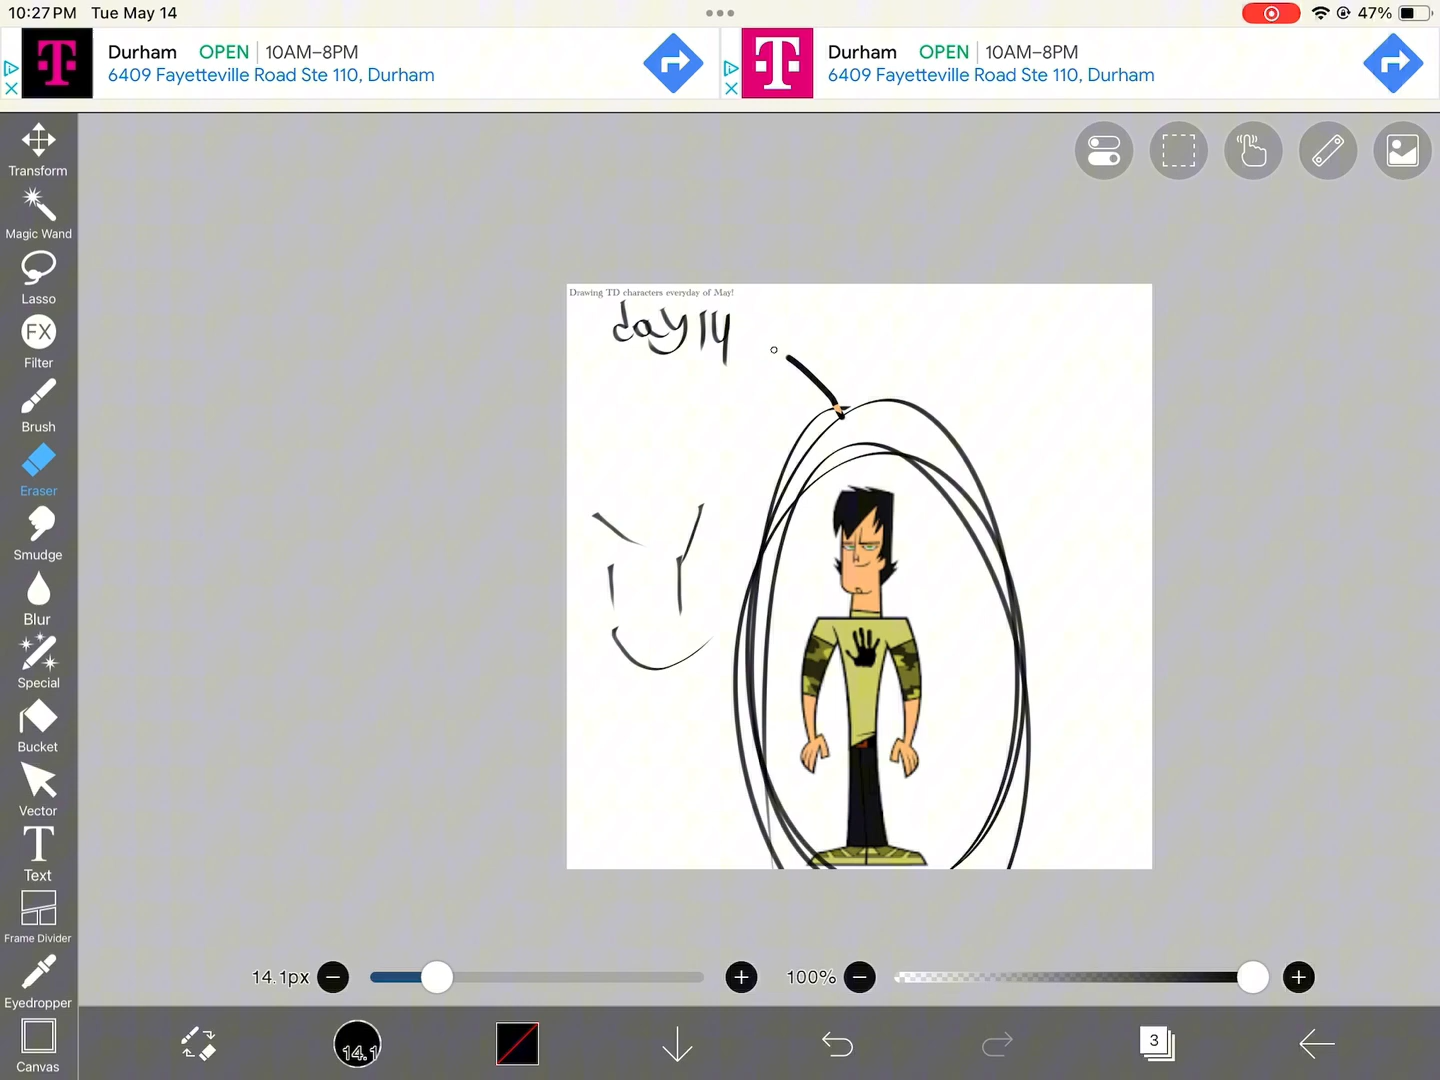 10:27 PM Tue May 14
47%
Durham OPEN 10AM–8PM
6409 Fayetteville Road Ste 110, Durham
Durham OPEN 10AM–8PM
6409 Fayetteville Road Ste 110, Durham
Transform
Magic Wand
Lasso
FX
Filter
Brush
Eraser
Smudge
Blur
Special
Bucket
Vector
T
Text
Frame Divider
Eyedropper
Canvas
Drawing TD characters everyday of May!
day 14
14.1px
100%
14.1
3